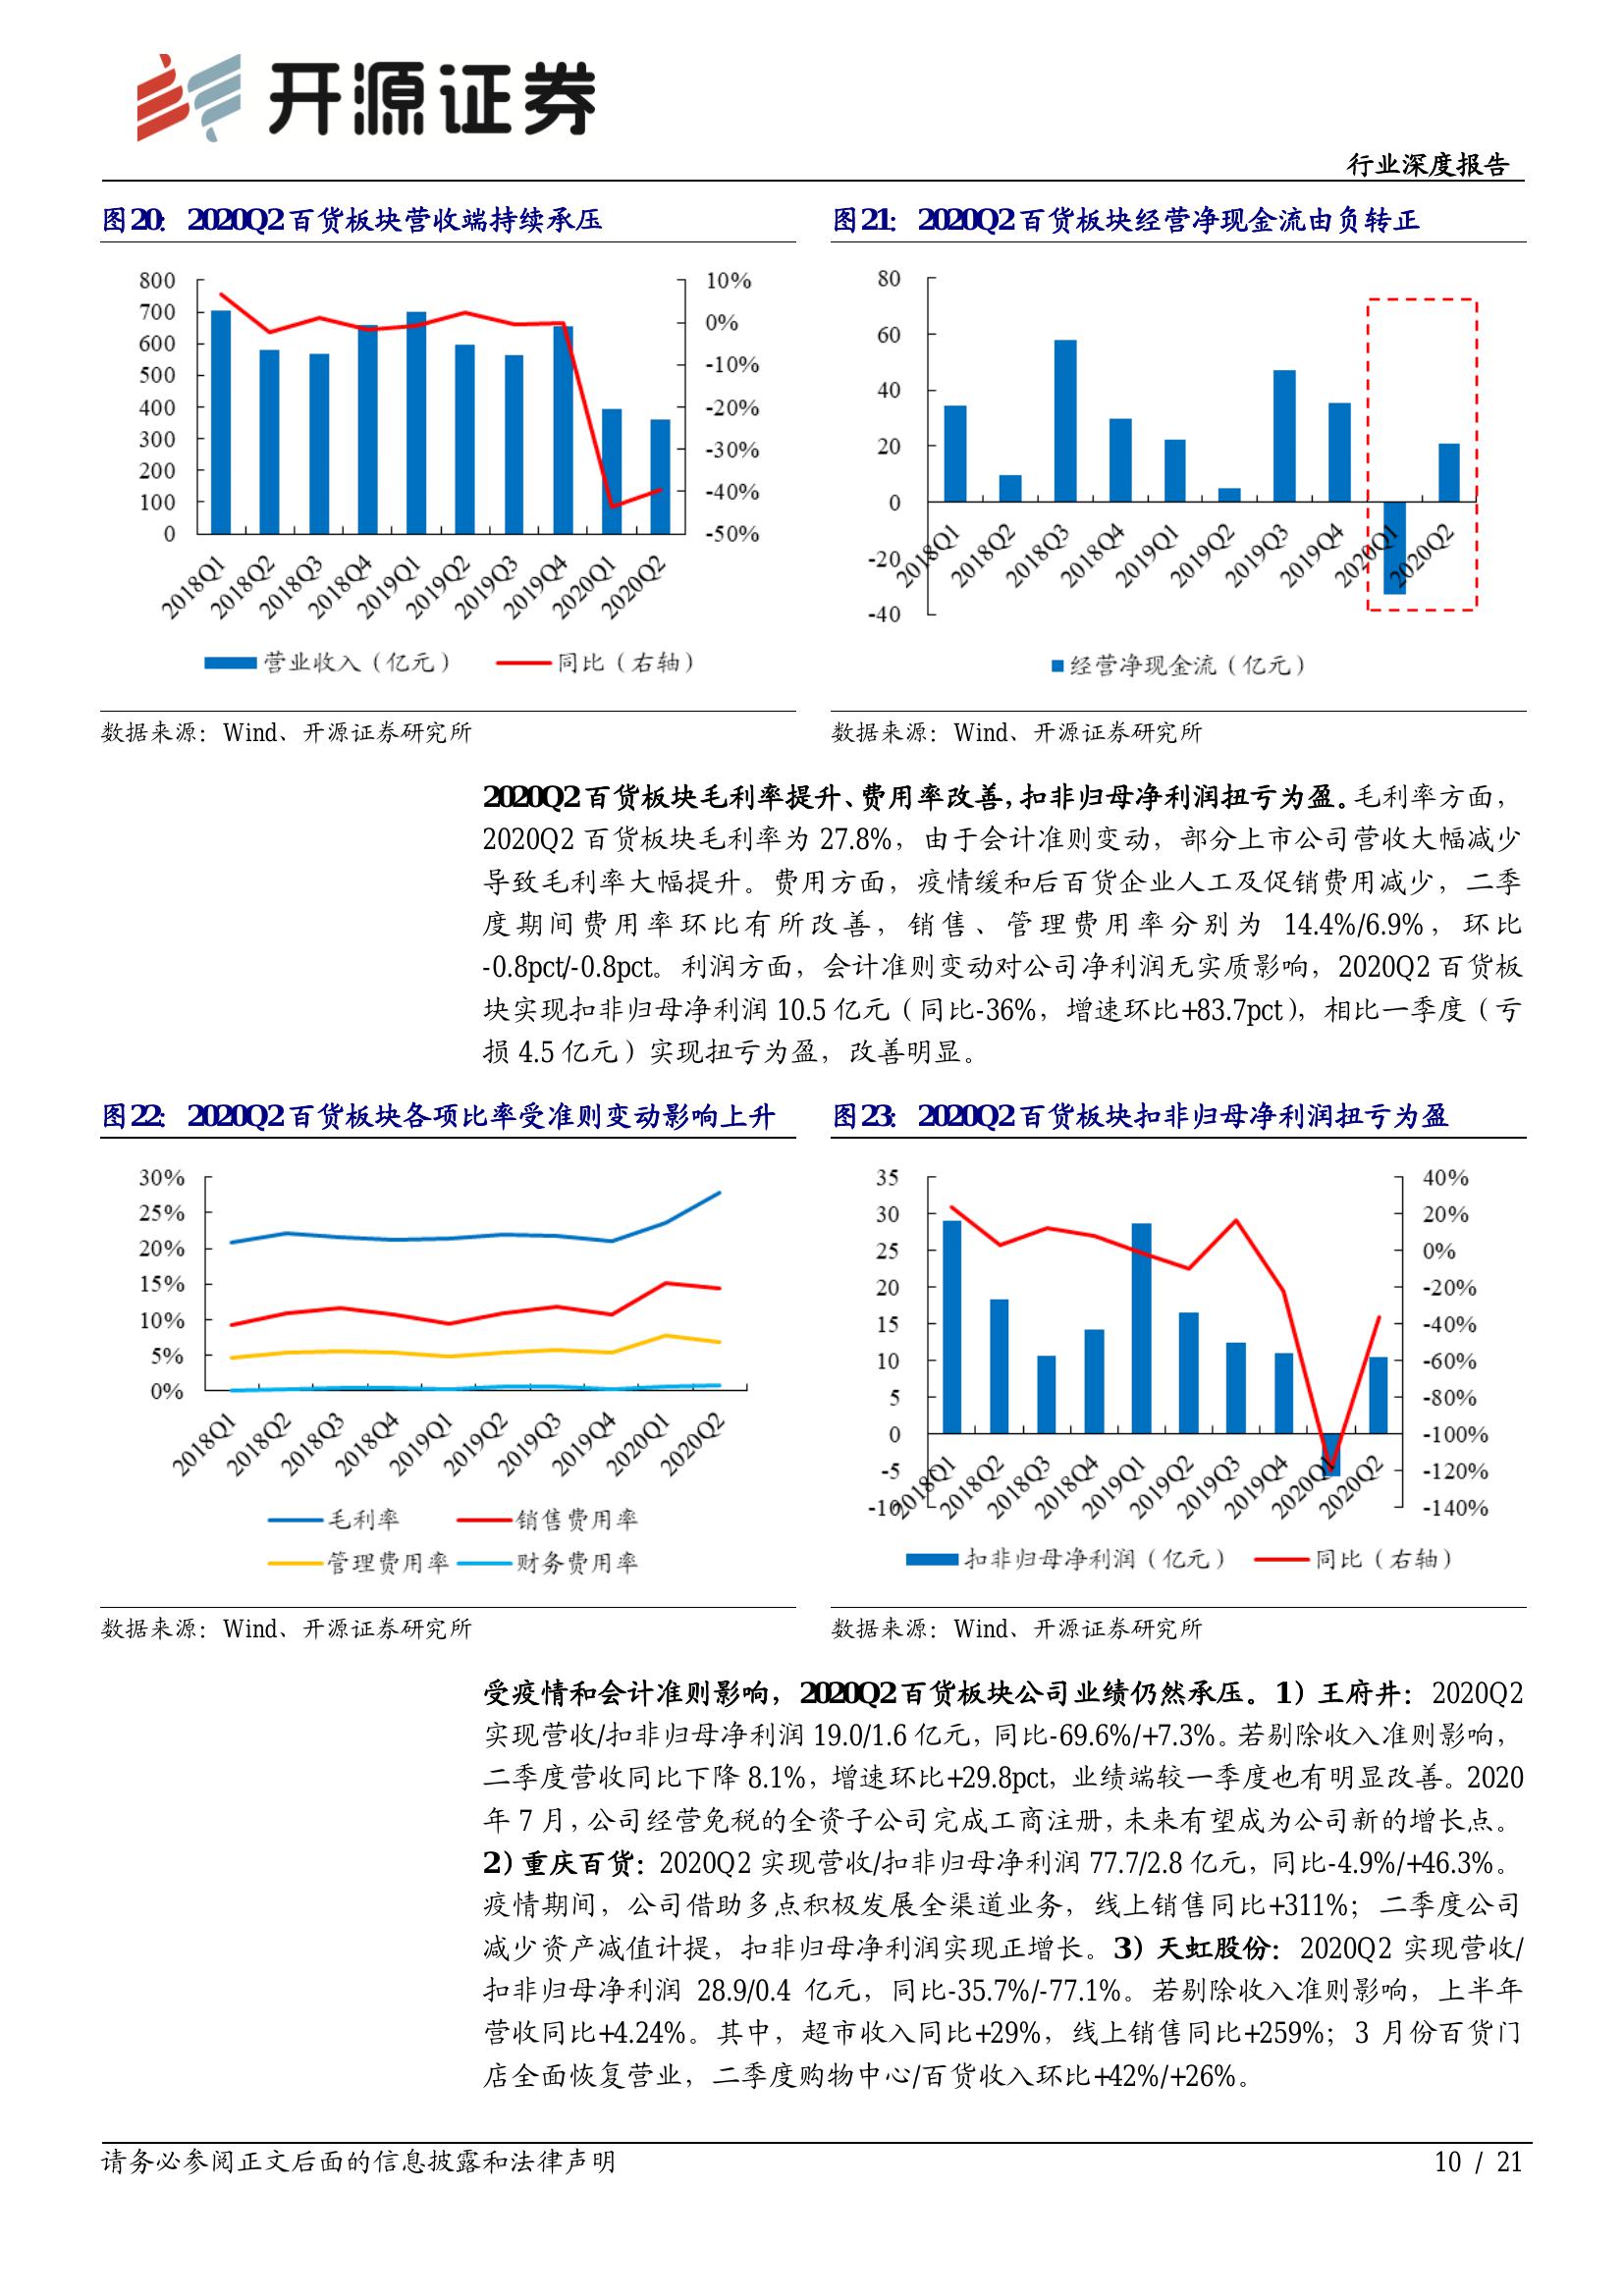 开源证券
行业深度报告
图20： 2020Q2百货板块营收端持续承压
800
700
600
500
400
300
200
100
0
10%
0%
-10%
-20%
-30%
-40%
-50%
2018Q1
2018Q2
2018Q3
2018Q4
2019Q1
2019Q2
2019Q3
2019Q4
2020Q1
2020Q2
营业收入（亿元） 同比（右轴）
数据来源：Wind、开源证券研究所
图21： 2020Q2百货板块经营净现金流由负转正
80
60
40
20
0
-20
-40
2018Q1
2018Q2
2018Q3
2018Q4
2019Q1
2019Q2
2019Q3
2019Q4
2020Q1
2020Q2
经营净现金流（亿元）
数据来源：Wind、开源证券研究所
2020Q2百货板块毛利率提升、费用率改善，扣非归母净利润扭亏为盈。毛利率方面，
2020Q2 百货板块毛利率为 27.8%，由于会计准则变动，部分上市公司营收大幅减少
导致毛利率大幅提升。费用方面，疫情缓和后百货企业人工及促销费用减少，二季
度期间费用率环比有所改善，销售、管理费用率分别为 14.4%/6.9%，环比
-0.8pct/-0.8pct。利润方面，会计准则变动对公司净利润无实质影响，2020Q2 百货板
块实现扣非归母净利润 10.5 亿元（同比-36%，增速环比+83.7pct），相比一季度（亏
损 4.5 亿元）实现扭亏为盈，改善明显。
图22： 2020Q2百货板块各项比率受准则变动影响上升
30%
25%
20%
15%
10%
5%
0%
2018Q1
2018Q2
2018Q3
2018Q4
2019Q1
2019Q2
2019Q3
2019Q4
2020Q1
2020Q2
毛利率 销售费用率
管理费用率 财务费用率
数据来源：Wind、开源证券研究所
图23： 2020Q2百货板块扣非归母净利润扭亏为盈
35
30
25
20
15
10
5
0
-5
-10
40%
20%
0%
-20%
-40%
-60%
-80%
-100%
-120%
-140%
2018Q1
2018Q2
2018Q3
2018Q4
2019Q1
2019Q2
2019Q3
2019Q4
2020Q1
2020Q2
扣非归母净利润（亿元） 同比（右轴）
数据来源：Wind、开源证券研究所
受疫情和会计准则影响，2020Q2百货板块公司业绩仍然承压。1）王府井：2020Q2
实现营收/扣非归母净利润 19.0/1.6 亿元，同比-69.6%/+7.3%。若剔除收入准则影响，
二季度营收同比下降 8.1%，增速环比+29.8pct，业绩端较一季度也有明显改善。2020
年 7 月，公司经营免税的全资子公司完成工商注册，未来有望成为公司新的增长点。
2）重庆百货：2020Q2 实现营收/扣非归母净利润 77.7/2.8 亿元，同比-4.9%/+46.3%。
疫情期间，公司借助多点积极发展全渠道业务，线上销售同比+311%；二季度公司
减少资产减值计提，扣非归母净利润实现正增长。3）天虹股份：2020Q2 实现营收/
扣非归母净利润 28.9/0.4 亿元，同比-35.7%/-77.1%。若剔除收入准则影响，上半年
营收同比+4.24%。其中，超市收入同比+29%，线上销售同比+259%；3 月份百货门
店全面恢复营业，二季度购物中心/百货收入环比+42%/+26%。
请务必参阅正文后面的信息披露和法律声明
10 / 21